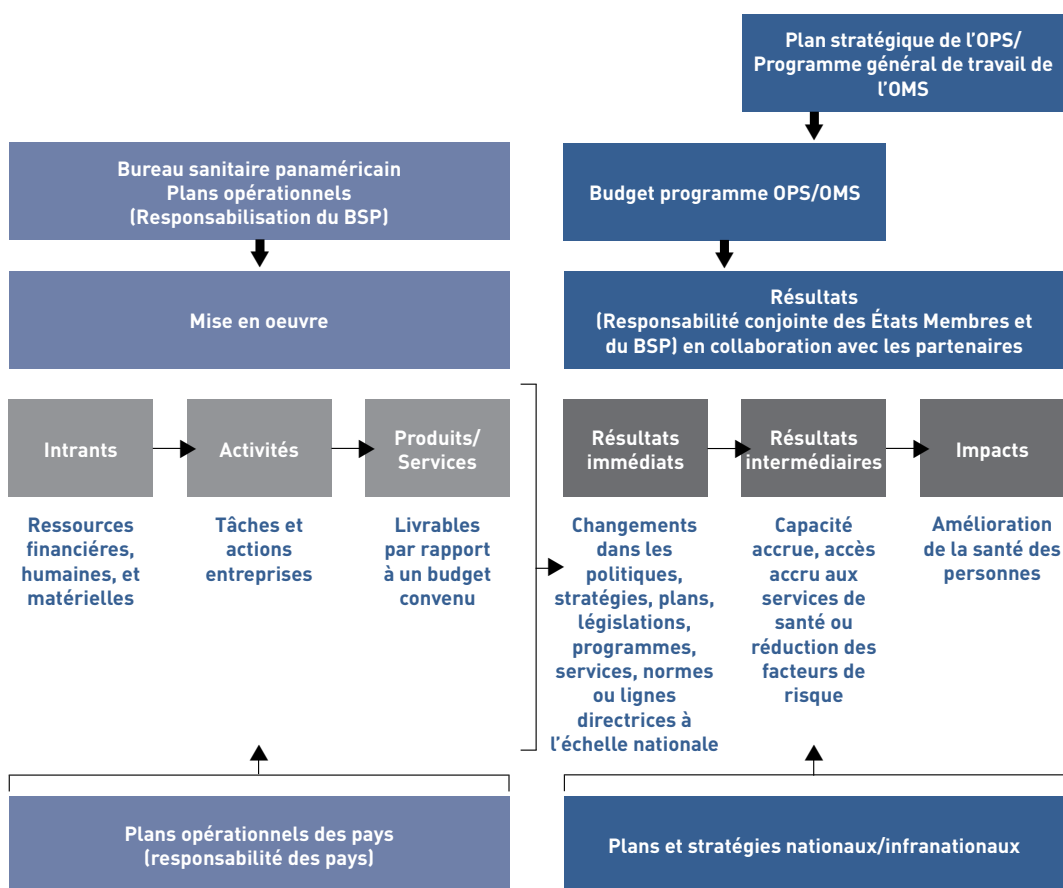 Plan stratégique de l’OPS/
Programme général de travail de
l’OMS
Bureau sanitaire panaméricain
Plans opérationnels
(Responsabilisation du BSP)
Budget programme OPS/OMS
Mise en oeuvre
Résultats
(Responsabilité conjointe des États Membres et
du BSP) en collaboration avec les partenaires
Intrants
Activités
Produits/
Services
Résultats
immédiats
Résultats
intermédiaires
Impacts
Ressources
financiéres,
humaines, et
matérielles
Tâches et
actions
entreprises
Livrables
par rapport
à un budget
convenu
Changements
dans les
politiques,
stratégies, plans,
législations,
programmes,
services, normes
ou lignes
directrices à
l’échelle nationale
Capacité
accrue, accès
accru aux
services de
santé ou
réduction des
facteurs de
risque
Amélioration
de la santé des
personnes
Plans opérationnels des pays
(responsabilité des pays)
Plans et stratégies nationaux/infranationaux